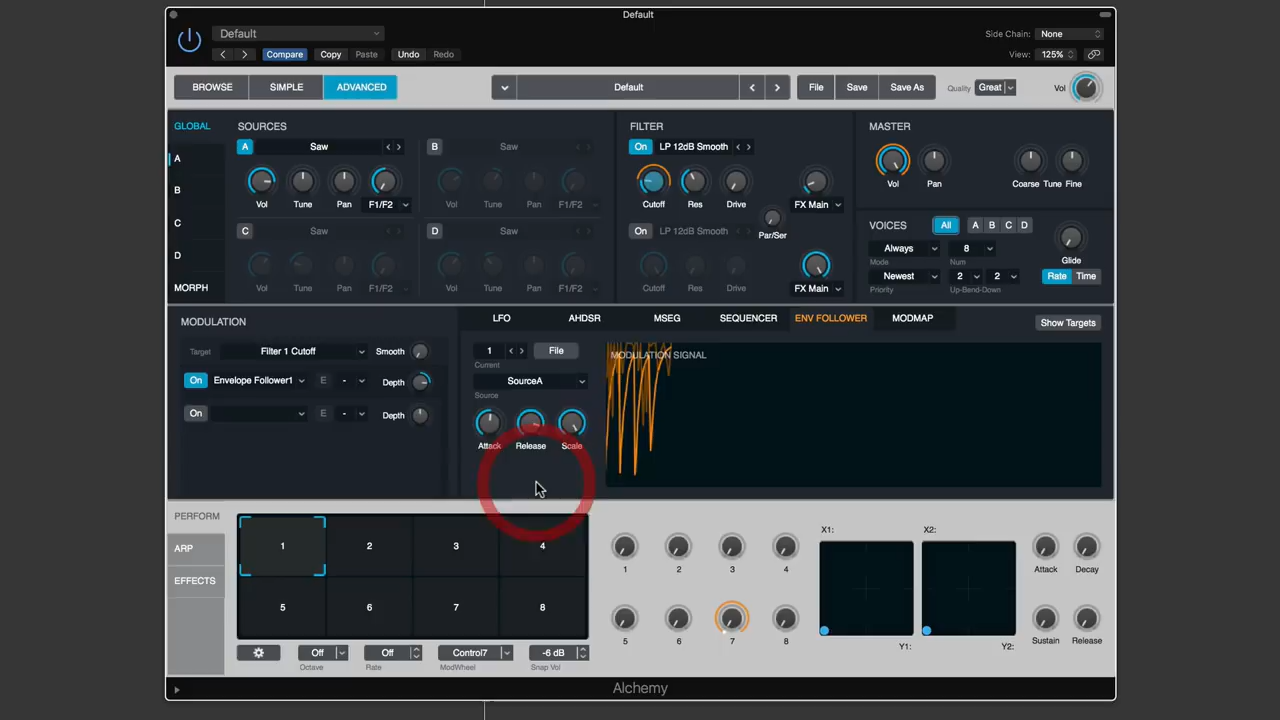 Default
Default
Side Chain: None
Compare Copy Paste Undo Redo
View: 125%
BROWSE SIMPLE ADVANCED Default File Save Save As Quality Great Vol
GLOBAL SOURCES FILTER MASTER
A Saw B Saw On LP 12dB Smooth
A
Vol Tune Pan F1/F2 Vol Tune Pan F1/F2 Cutoff Res Drive FX Main Vol Pan Coarse Tune Fine
B
C Saw D Saw On LP 12dB Smooth Par/Ser VOICES All A B C D
C
Always 8
Mode Num Glide
D
Newest 2 2 Rate Time
MORPH Vol Tune Pan F1/F2 Vol Tune Pan F1/F2 Cutoff Res Drive FX Main Priority Up-Bend-Down
MODULATION LFO AHDSR MSEG SEQUENCER ENV FOLLOWER MODMAP Show Targets
Target Filter 1 Cutoff Smooth 1 File MODULATION SIGNAL
Current
On Envelope Follower1 E - Depth SourceA
Source
On E - Depth
Attack Release Scale
PERFORM
ARP 1 2 3 4 1 2 3 4 X1: X2: Attack Decay
EFFECTS
5 6 7 8 5 6 7 8 Y1: Y2: Sustain Release
Off Off Control7 -6 dB
Octave Rate ModWheel Snap Vol
Alchemy